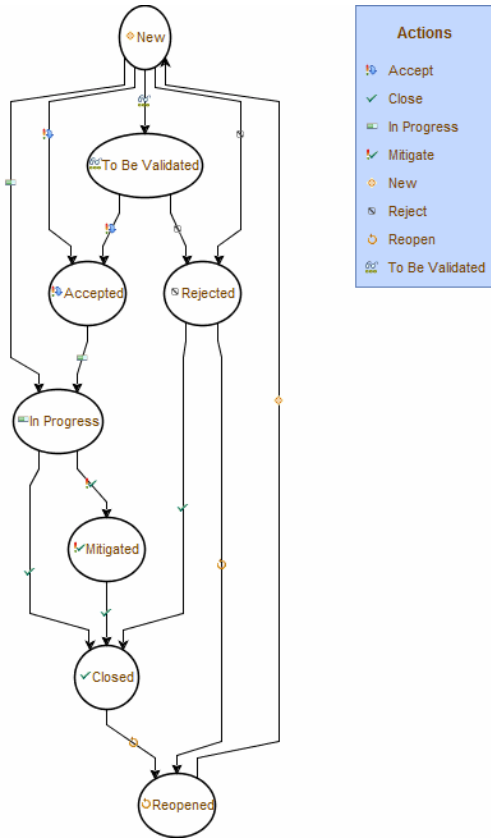 New
To Be Validated
Accepted
Rejected
In Progress
Mitigated
Closed
Reopened
Actions
Accept
Close
In Progress
Mitigate
New
Reject
Reopen
To Be Validated